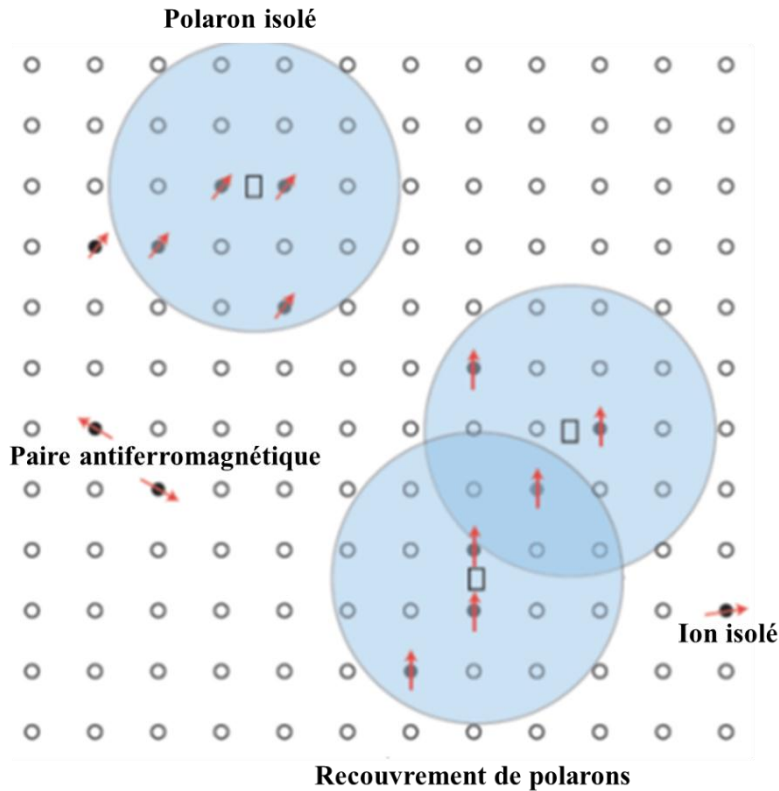 Polaron isolé
Paire antiferromagnétique
Ion isolé
Recouvrement de polarons